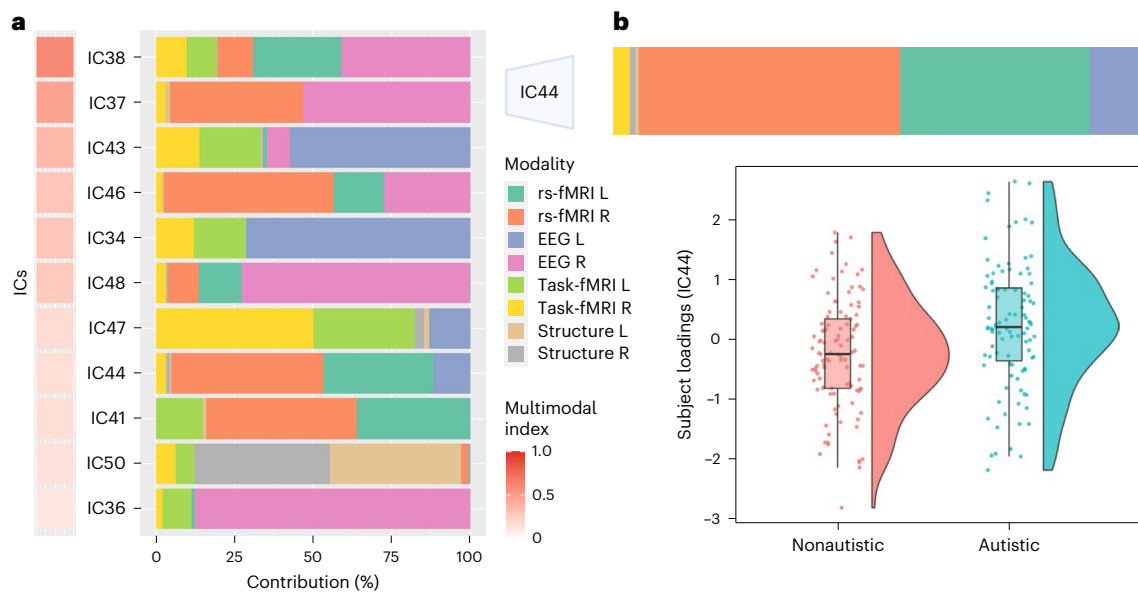 a
ICs
IC38
IC37
IC43
IC46
IC34
IC48
IC47
IC44
IC41
IC50
IC36
0 25 50 75 100
Contribution (%)
IC44
Modality
rs-fMRI L
rs-fMRI R
EEG L
EEG R
Task-fMRI L
Task-fMRI R
Structure L
Structure R
Multimodal
index
1.0
0.5
0
b
Subject loadings (IC44)
2
1
0
–1
–2
–3
Nonautistic Autistic